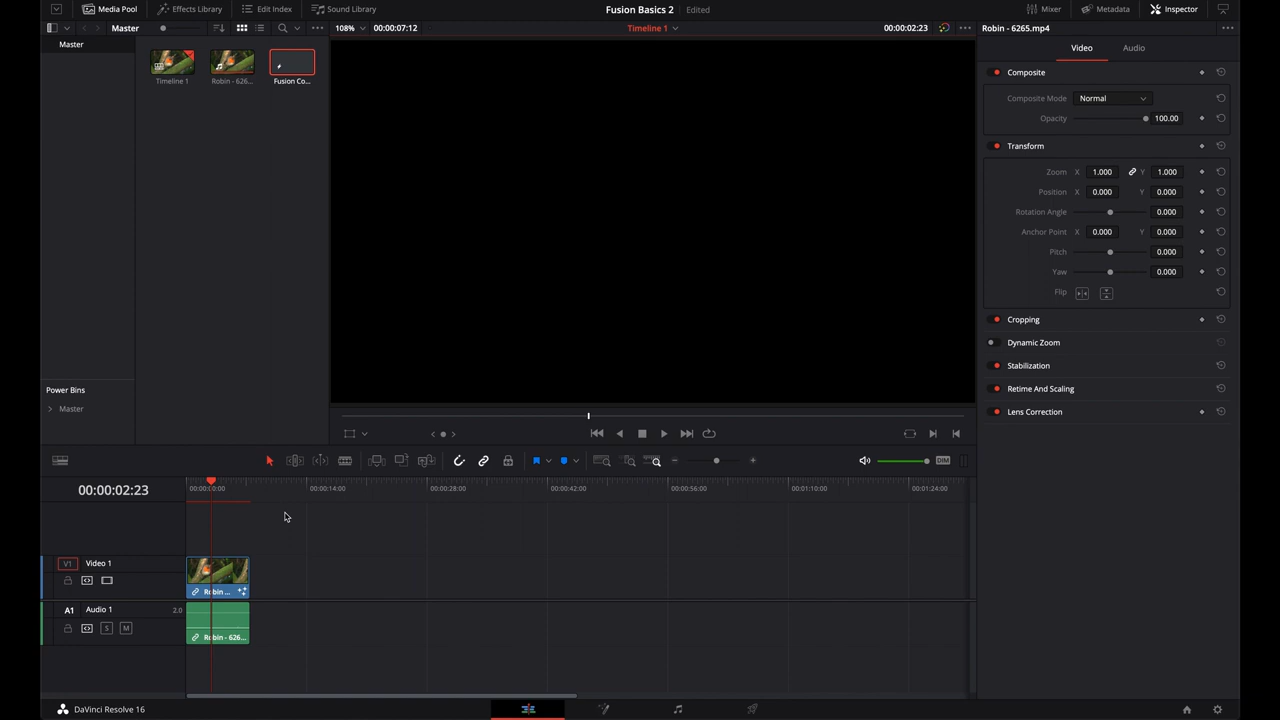 Media Pool
Effects Library
Edit Index
Sound Library
Fusion Basics 2
Edited
Mixer
Metadata
Inspector
Master
108%
00:00:07:12
Timeline 1
00:00:02:23
Robin - 6265.mp4
Master
Timeline 1
Robin - 626...
Fusion Co...
Power Bins
Master
Video
Audio
Composite
Composite Mode
Normal
Opacity
100.00
Transform
Zoom X 1.000 Y 1.000
Position X 0.000 Y 0.000
Rotation Angle 0.000
Anchor Point X 0.000 Y 0.000
Pitch 0.000
Yaw 0.000
Flip
Cropping
Dynamic Zoom
Stabilization
Retime And Scaling
Lens Correction
DIM
00:00:02:23
00:00:00:00
00:00:14:00
00:00:28:00
00:00:42:00
00:00:56:00
00:01:10:00
00:01:24:00
V1
Video 1
Robin ...
A1
Audio 1
2.0
S
M
Robin - 626...
DaVinci Resolve 16